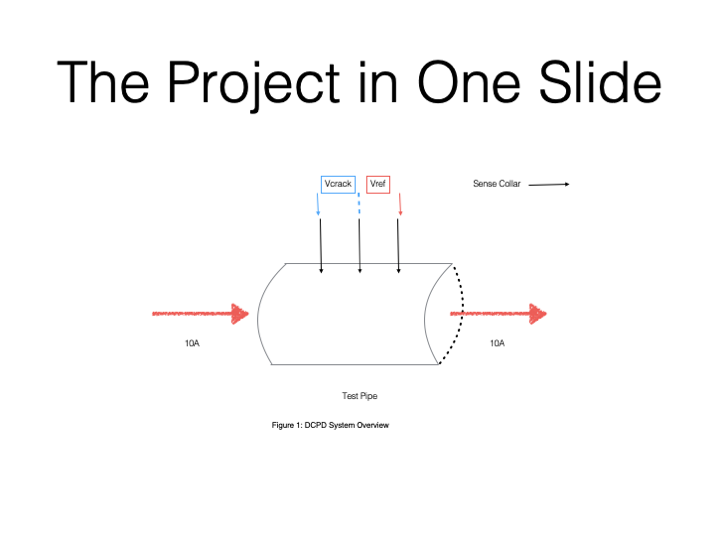 The Project in One Slide
Vcrack
Vref
Sense Collar
10A
10A
Test Pipe
Figure 1: DCPD System Overview